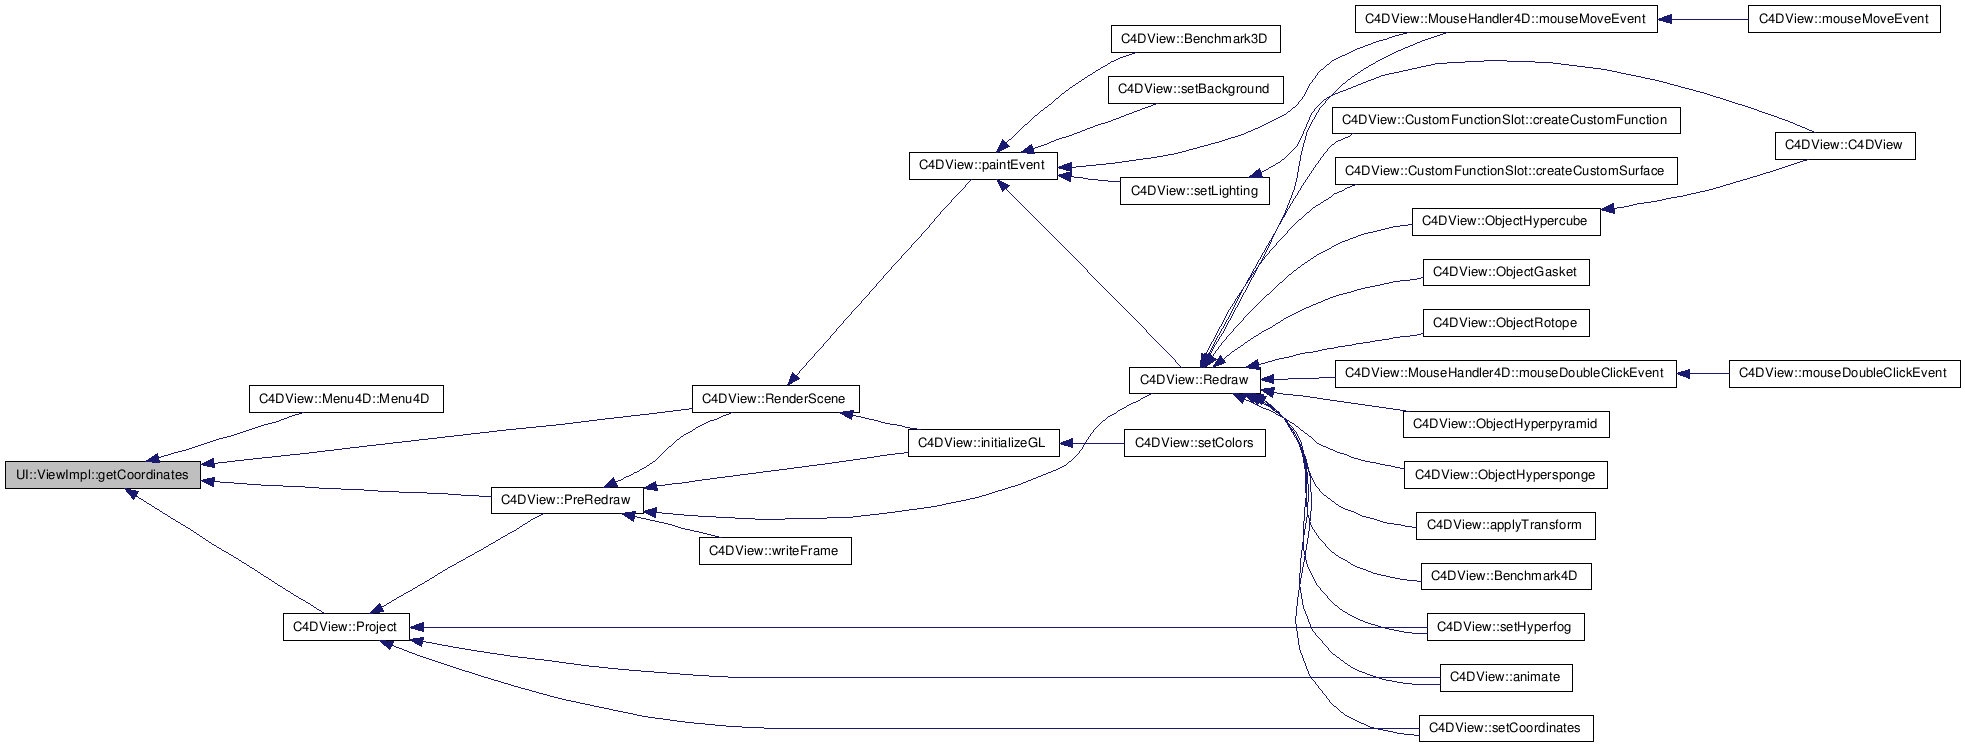 C4DView::MouseHandler4D::mouseMoveEvent
C4DView::mouseMoveEvent
C4DView::Benchmark3D
C4DView::setBackground
C4DView::CustomFunctionSlot::createCustomFunction
C4DView::C4DView
C4DView::paintEvent
C4DView::CustomFunctionSlot::createCustomSurface
C4DView::setLighting
C4DView::ObjectHypercube
C4DView::ObjectGasket
C4DView::ObjectRotope
C4DView::Redraw
C4DView::MouseHandler4D::mouseDoubleClickEvent
C4DView::mouseDoubleClickEvent
C4DView::Menu4D::Menu4D
C4DView::RenderScene
C4DView::ObjectHyperpyramid
C4DView::initializeGL
C4DView::setColors
UI::ViewImpl::getCoordinates
C4DView::ObjectHypersponge
C4DView::PreRedraw
C4DView::applyTransform
C4DView::writeFrame
C4DView::Benchmark4D
C4DView::Project
C4DView::setHyperfog
C4DView::animate
C4DView::setCoordinates